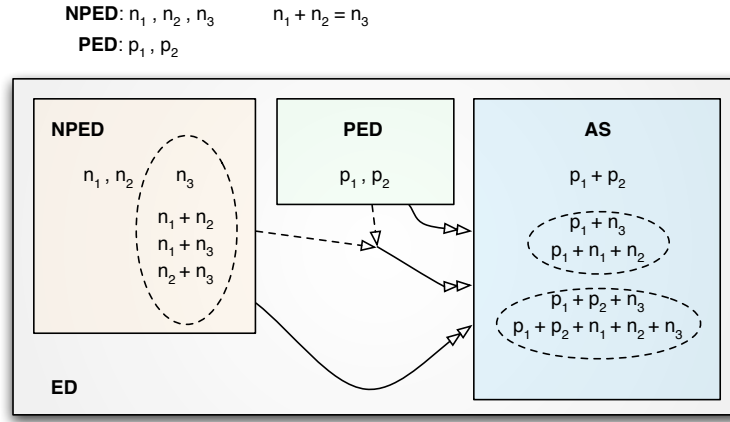 NPED: n₁ , n₂ , n₃ n₁ + n₂ = n₃
PED: p₁ , p₂
NPED
n₁ , n₂
n₃
n₁ + n₂
n₁ + n₃
n₂ + n₃
PED
p₁ , p₂
AS
p₁ + p₂
p₁ + n₃
p₁ + n₁ + n₂
p₁ + p₂ + n₃
p₁ + p₂ + n₁ + n₂ + n₃
ED